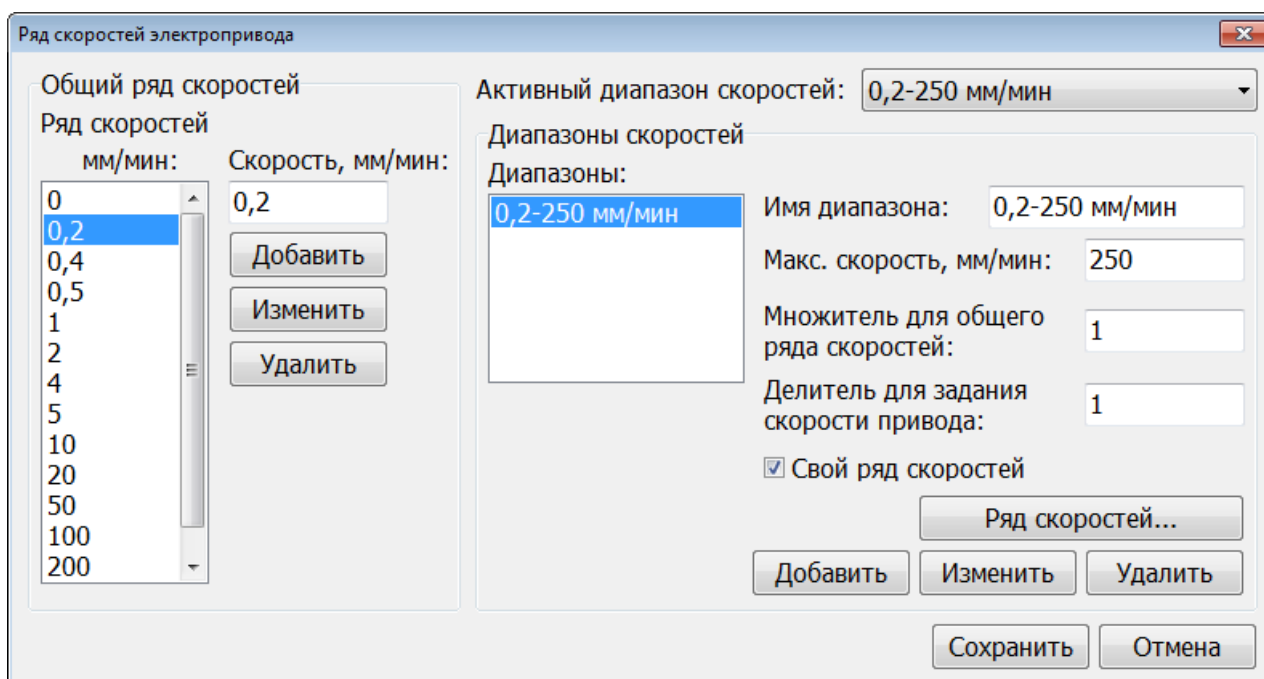 Ряд скоростей электропривода
Общий ряд скоростей
Ряд скоростей
мм/мин:
Скорость, мм/мин:
0
0,2
0,4
0,5
1
2
4
5
10
20
50
100
200
0,2
Добавить
Изменить
Удалить
Активный диапазон скоростей:
0,2-250 мм/мин
Диапазоны скоростей
Диапазоны:
0,2-250 мм/мин
Имя диапазона:
0,2-250 мм/мин
Макс. скорость, мм/мин:
250
Множитель для общего
ряда скоростей:
1
Делитель для задания
скорости привода:
1
Свой ряд скоростей
Ряд скоростей...
Добавить
Изменить
Удалить
Сохранить
Отмена